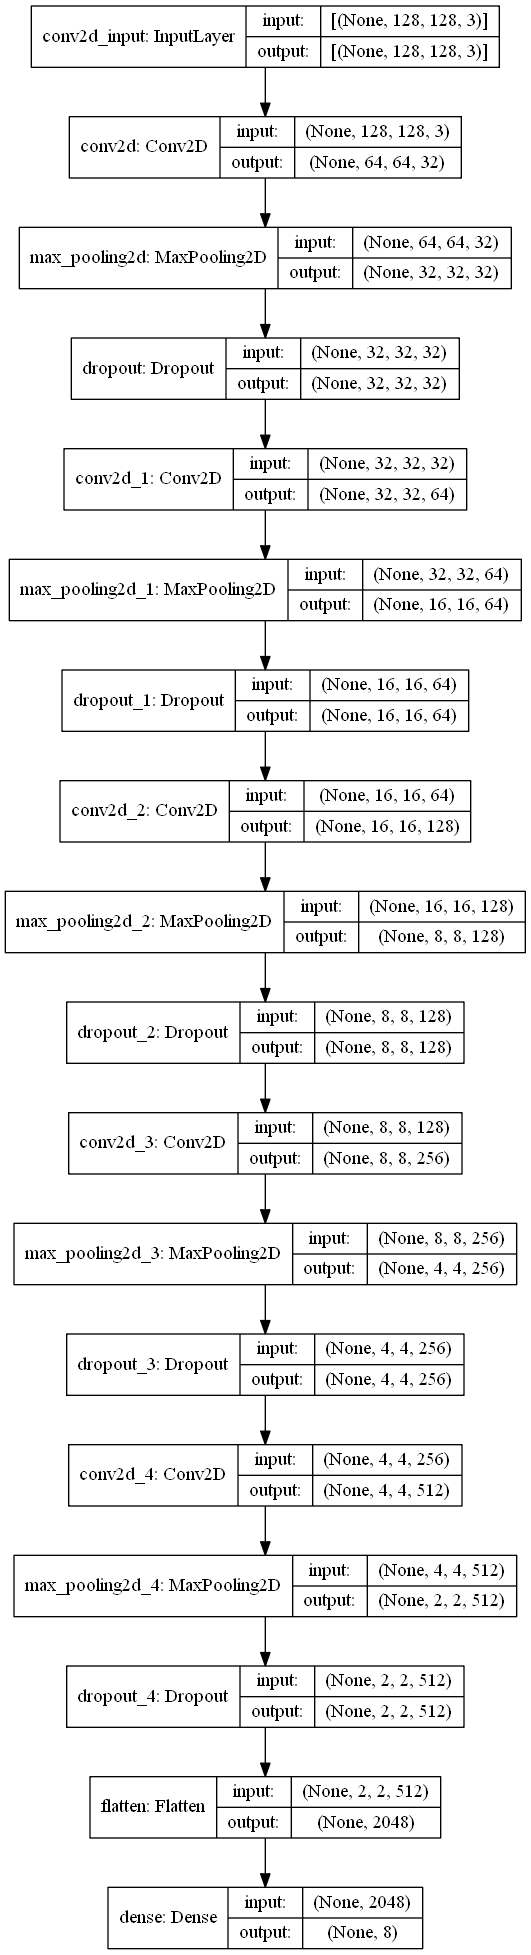 conv2d_input: InputLayer
input:
[(None, 128, 128, 3)]
output:
[(None, 128, 128, 3)]
conv2d: Conv2D
input:
(None, 128, 128, 3)
output:
(None, 64, 64, 32)
max_pooling2d: MaxPooling2D
input:
(None, 64, 64, 32)
output:
(None, 32, 32, 32)
dropout: Dropout
input:
(None, 32, 32, 32)
output:
(None, 32, 32, 32)
conv2d_1: Conv2D
input:
(None, 32, 32, 32)
output:
(None, 32, 32, 64)
max_pooling2d_1: MaxPooling2D
input:
(None, 32, 32, 64)
output:
(None, 16, 16, 64)
dropout_1: Dropout
input:
(None, 16, 16, 64)
output:
(None, 16, 16, 64)
conv2d_2: Conv2D
input:
(None, 16, 16, 64)
output:
(None, 16, 16, 128)
max_pooling2d_2: MaxPooling2D
input:
(None, 16, 16, 128)
output:
(None, 8, 8, 128)
dropout_2: Dropout
input:
(None, 8, 8, 128)
output:
(None, 8, 8, 128)
conv2d_3: Conv2D
input:
(None, 8, 8, 128)
output:
(None, 8, 8, 256)
max_pooling2d_3: MaxPooling2D
input:
(None, 8, 8, 256)
output:
(None, 4, 4, 256)
dropout_3: Dropout
input:
(None, 4, 4, 256)
output:
(None, 4, 4, 256)
conv2d_4: Conv2D
input:
(None, 4, 4, 256)
output:
(None, 4, 4, 512)
max_pooling2d_4: MaxPooling2D
input:
(None, 4, 4, 512)
output:
(None, 2, 2, 512)
dropout_4: Dropout
input:
(None, 2, 2, 512)
output:
(None, 2, 2, 512)
flatten: Flatten
input:
(None, 2, 2, 512)
output:
(None, 2048)
dense: Dense
input:
(None, 2048)
output:
(None, 8)